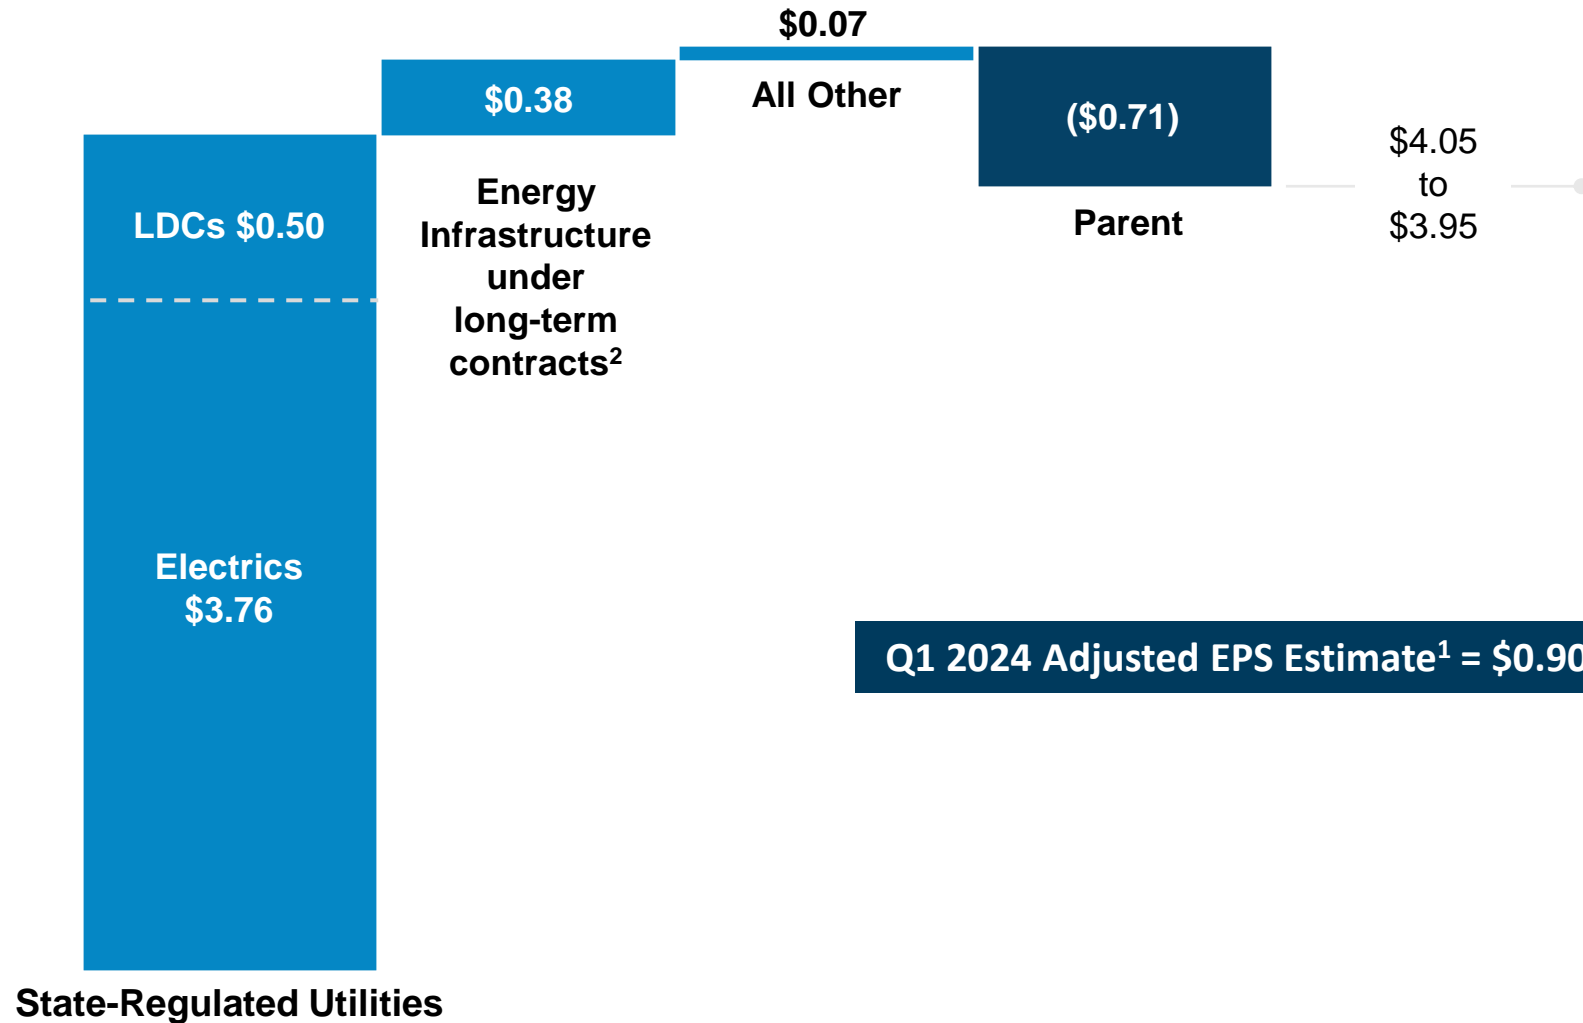 $0.07
All Other
$0.38
($0.71)
$4.05
to
$3.95
Energy
Infrastructure
under
long-term
contracts²
Parent
LDCs $0.50
Electrics
$3.76
Q1 2024 Adjusted EPS Estimate¹ = $0.90
State-Regulated Utilities